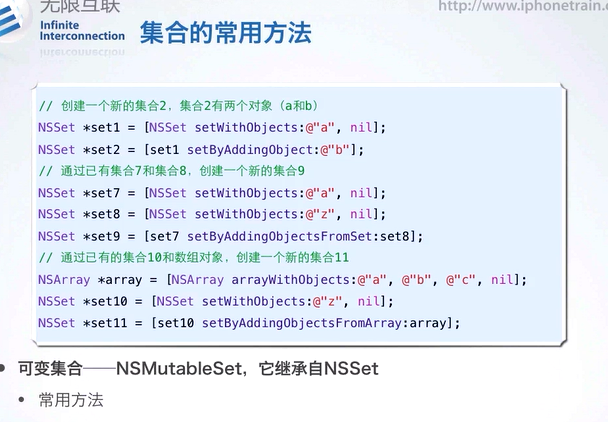 无限互联
http://www.iphonetrain.c
Infinite
Interconnection
集合的常用方法
// 创建一个新的集合2，集合2有两个对象（a和b）
NSSet *set1 = [NSSet setWithObjects:@"a", nil];
NSSet *set2 = [set1 setByAddingObject:@"b"];
// 通过已有集合7和集合8，创建一个新的集合9
NSSet *set7 = [NSSet setWithObjects:@"a", nil];
NSSet *set8 = [NSSet setWithObjects:@"z", nil];
NSSet *set9 = [set7 setByAddingObjectsFromSet:set8];
// 通过已有的集合10和数组对象，创建一个新的集合11
NSArray *array = [NSArray arrayWithObjects:@"a", @"b", @"c", nil];
NSSet *set10 = [NSSet setWithObjects:@"z", nil];
NSSet *set11 = [set10 setByAddingObjectsFromArray:array];
• 可变集合——NSMutableSet，它继承自NSSet
• 常用方法